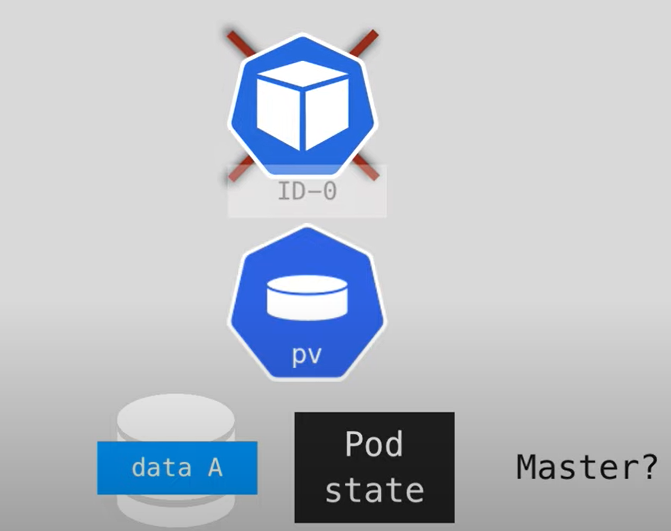 ID-0
pv
data A
Pod
state
Master?